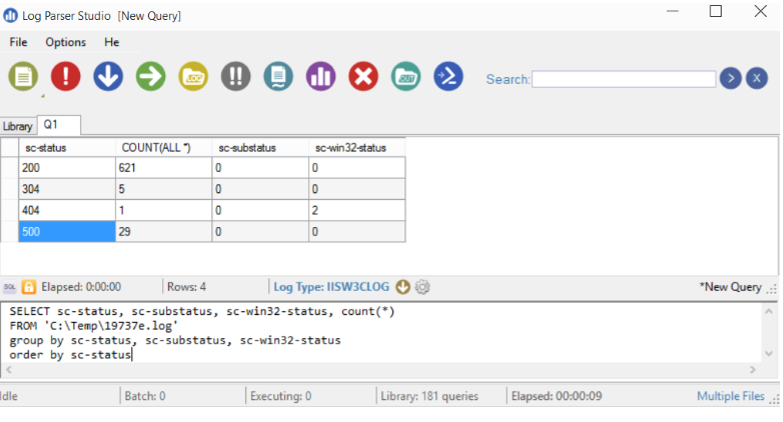 Log Parser Studio [New Query]
File Options He
LOG OUT
Search: > X
Library Q1
sc-status COUNT(ALL *) sc-substatus sc-win32-status
200 621 0 0
304 5 0 0
404 1 0 2
500 29 0 0
SQL Elapsed: 0:00:00 Rows: 4 Log Type: IISW3CLOG *New Query
SELECT sc-status, sc-substatus, sc-win32-status, count(*)
FROM 'C:\Temp\19737e.log'
group by sc-status, sc-substatus, sc-win32-status
order by sc-status
Idle Batch: 0 Executing: 0 Library: 181 queries Elapsed: 00:00:09 Multiple Files